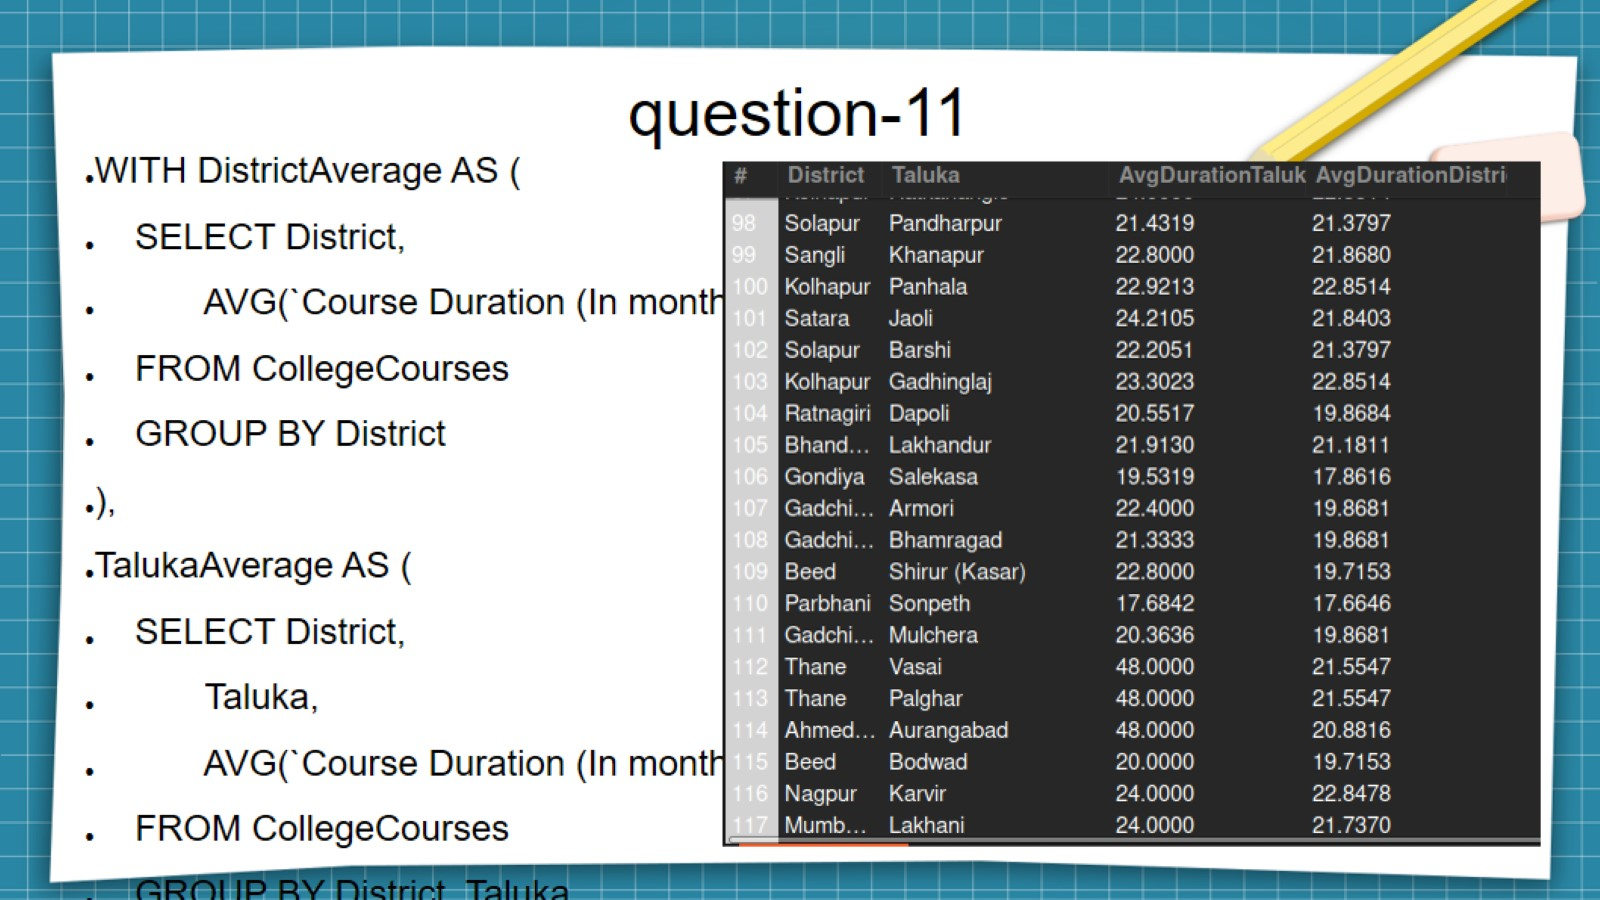 question-11
.WITH DistrictAverage AS (
. SELECT District,
. AVG(`Course Duration (In month
. FROM CollegeCourses
. GROUP BY District
.),
.TalukaAverage AS (
. SELECT District,
. Taluka,
. AVG(`Course Duration (In month
. FROM CollegeCourses
. GROUP BY District, Taluka
# District Taluka AvgDurationTaluk AvgDurationDistri
98 Solapur Pandharpur 21.4319 21.3797
99 Sangli Khanapur 22.8000 21.8680
100 Kolhapur Panhala 22.9213 22.8514
101 Satara Jaoli 24.2105 21.8403
102 Solapur Barshi 22.2051 21.3797
103 Kolhapur Gadhinglaj 23.3023 22.8514
104 Ratnagiri Dapoli 20.5517 19.8684
105 Bhand... Lakhandur 21.9130 21.1811
106 Gondiya Salekasa 19.5319 17.8616
107 Gadchi... Armori 22.4000 19.8681
108 Gadchi... Bhamragad 21.3333 19.8681
109 Beed Shirur (Kasar) 22.8000 19.7153
110 Parbhani Sonpeth 17.6842 17.6646
111 Gadchi... Mulchera 20.3636 19.8681
112 Thane Vasai 48.0000 21.5547
113 Thane Palghar 48.0000 21.5547
114 Ahmed... Aurangabad 48.0000 20.8816
115 Beed Bodwad 20.0000 19.7153
116 Nagpur Karvir 24.0000 22.8478
117 Mumb... Lakhani 24.0000 21.7370